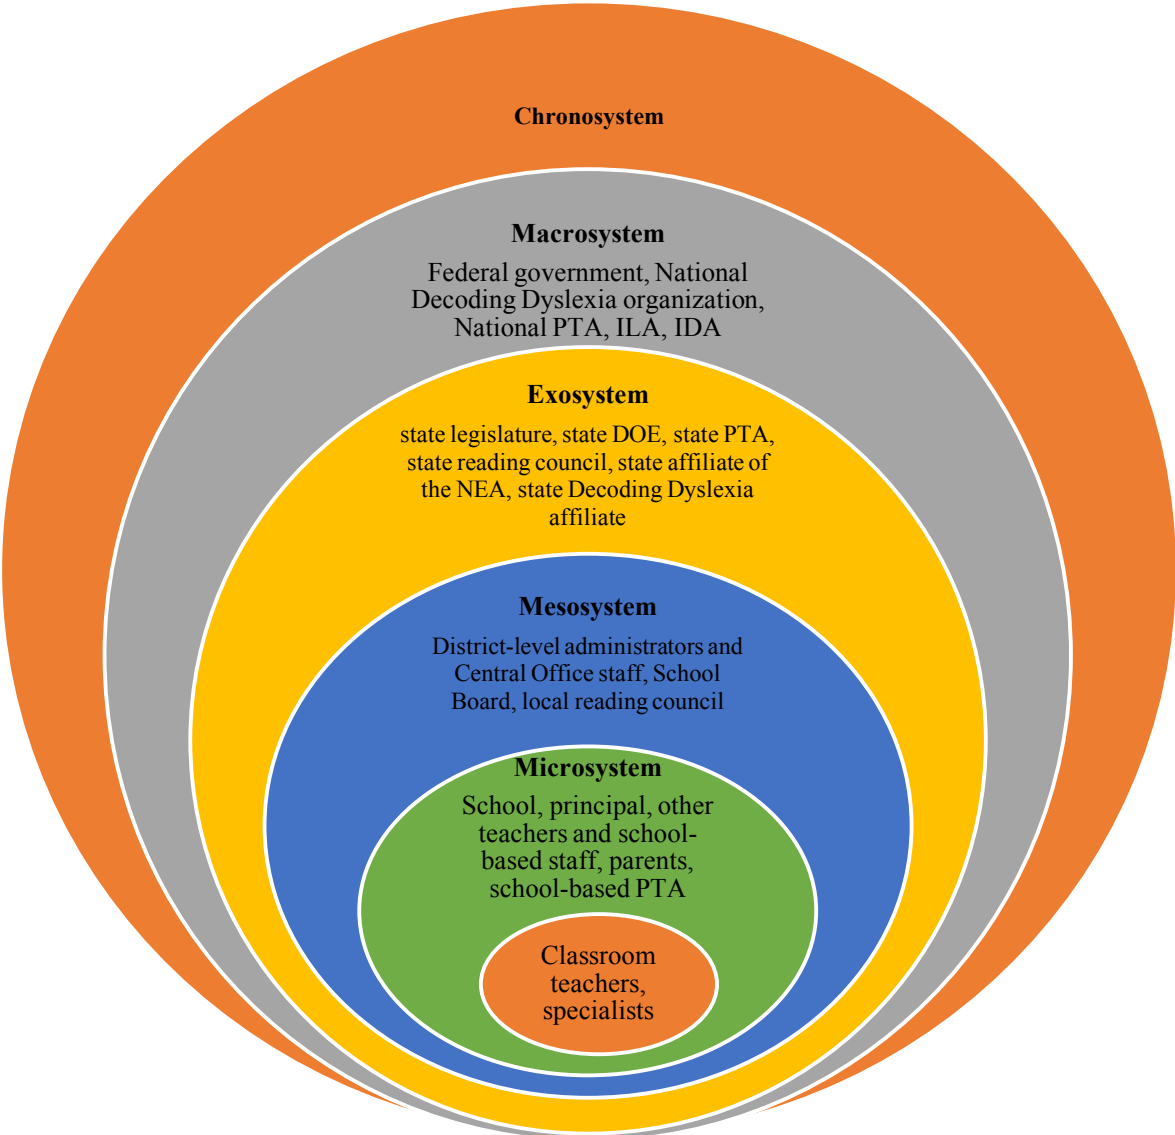 Chronosystem
Macrosystem
Federal government, National
Decoding Dyslexia organization,
National PTA, ILA, IDA
Exosystem
state legislature, state DOE, state PTA,
state reading council, state affiliate of
the NEA, state Decoding Dyslexia
affiliate
Mesosystem
District-level administrators and
Central Office staff, School
Board, local reading council
Microsystem
School, principal, other
teachers and school-
based staff, parents,
school-based PTA
Classroom
teachers,
specialists